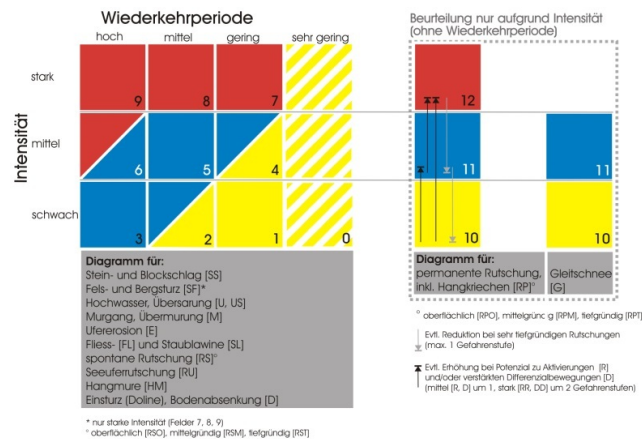 Wiederkehrperiode
hoch
mittel
gering
sehr gering
Intensität
stark
mittel
schwach
9
8
7
6
5
4
3
2
1
0
Diagramm für:
Stein- und Blockschlag [SS]
Fels- und Bergsturz [SF]*
Hochwasser, Übersarung [U, US]
Murgang, Übermurung [M]
Ufererosion [E]
Fliess- [FL] und Staublawine [SL]
spontane Rutschung [RS]°
Seeuferrutschung [RU]
Hangmure [HM]
Einsturz (Doline), Bodenabsenkung [D]
* nur starke Intensität (Felder 7, 8, 9)
° oberflächlich [RSO], mittelgründig [RSM], tiefgründig [RST]
Beurteilung nur aufgrund Intensität
(ohne Wiederkehrperiode)
12
11
11
10
10
Diagramm für:
permanente Rutschung,
inkl. Hangkriechen [RP]°
Gleitschnee
[G]
° oberflächlich [RPO], mittelgründ g [RPM], tiefgründig [RPT]
Evtl. Reduktion bei sehr tiefgründigen Rutschungen
(max. 1 Gefahrenstufe)
Evtl. Erhöhung bei Potenzial zu Aktivierungen [R]
und/oder verstärkten Differenzialbewegungen [D]
(mittel [R, D] um 1, stark [RR, DD] um 2 Gefahrenstufen)